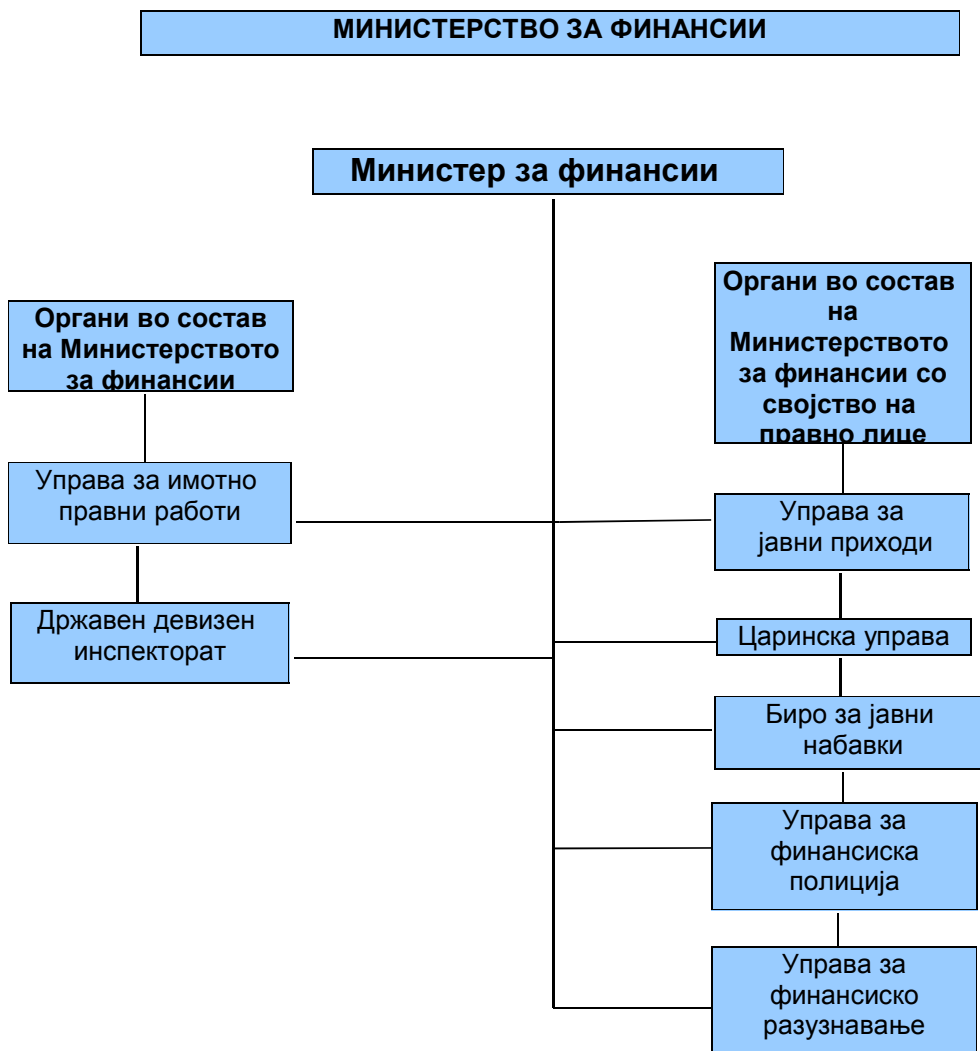 МИНИСТЕРСТВО ЗА ФИНАНСИИ
Министер за финансии
Органи во состав
на Министерството
за финансии
Управа за имотно
правни работи
Државен девизен
инспекторат
Органи во состав
на
Министерството
за финансии со
својство на
правно лице
Управа за
јавни приходи
Царинска управа
Биро за јавни
набавки
Управа за
финансиска
полиција
Управа за
финансиско
разузнавање